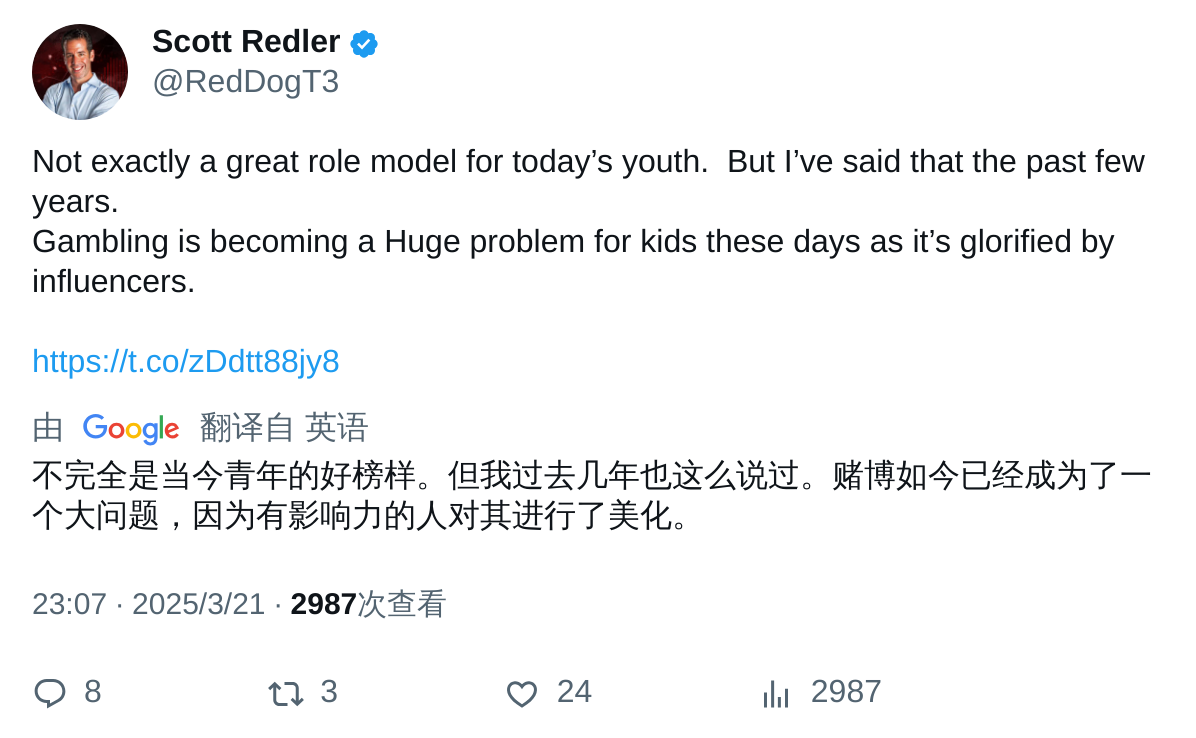 Scott Redler
@RedDogT3
Not exactly a great role model for today’s youth.  But I’ve said that the past few
years.
Gambling is becoming a Huge problem for kids these days as it’s glorified by
influencers.
https://t.co/zDdtt88jy8
由 Google 翻译自 英语
不完全是当今青年的好榜样。但我过去几年也这么说过。赌博如今已经成为了一
个大问题，因为有影响力的人对其进行了美化。
23:07 · 2025/3/21 · 2987次查看
8 3 24 2987